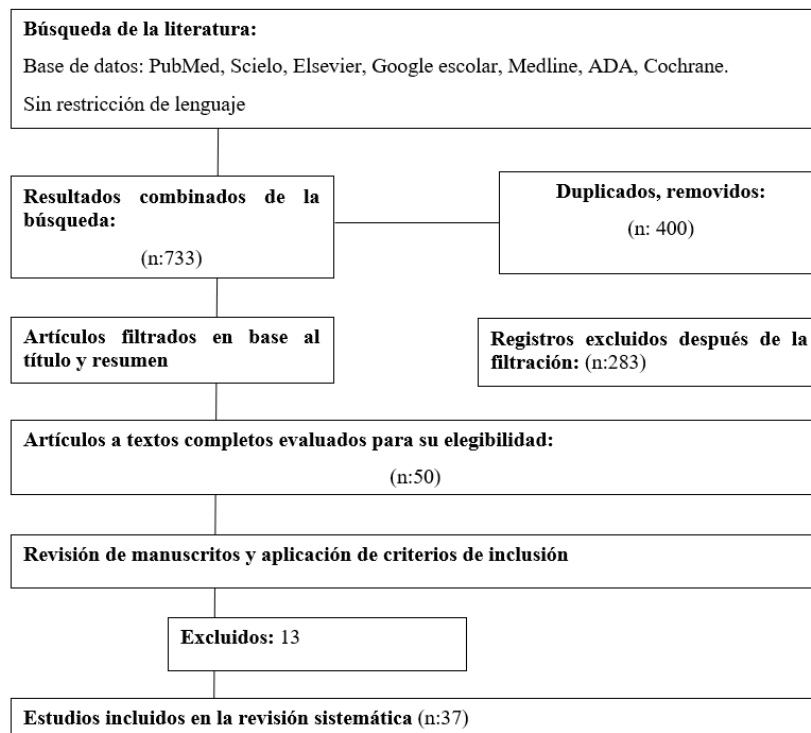 Búsqueda de la literatura:
Base de datos: PubMed, Scielo, Elsevier, Google escolar, Medline, ADA, Cochrane.
Sin restricción de lenguaje
Resultados combinados de la
búsqueda:
(n:733)
Duplicados, removidos:
(n: 400)
Artículos filtrados en base al
título y resumen
Registros excluidos después de la
filtración: (n:283)
Artículos a textos completos evaluados para su elegibilidad:
(n:50)
Revisión de manuscritos y aplicación de criterios de inclusión
Excluidos: 13
Estudios incluidos en la revisión sistemática (n:37)